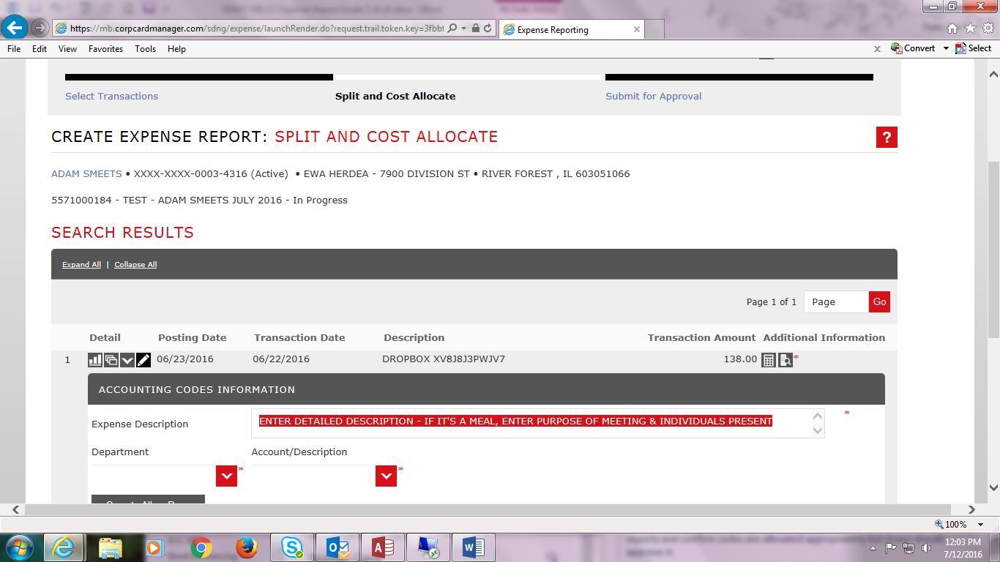 https://mb.corpcardmanager.com/sdng/expense/launchRender.do?request.trail.token.key=3fbbf
Expense Reporting
File Edit View Favorites Tools Help
Convert
Select
Select Transactions
Split and Cost Allocate
Submit for Approval
CREATE EXPENSE REPORT: SPLIT AND COST ALLOCATE
?
ADAM SMEETS • XXXX-XXXX-0003-4316 (Active) • EWA HERDEA - 7900 DIVISION ST • RIVER FOREST , IL 603051066
5571000184 - TEST - ADAM SMEETS JULY 2016 - In Progress
SEARCH RESULTS
Expand All | Collapse All
Page 1 of 1 Page Go
Detail Posting Date Transaction Date Description Transaction Amount Additional Information
1 06/23/2016 06/22/2016 DROPBOX XV8J8J3PWJV7 138.00 *
ACCOUNTING CODES INFORMATION
Expense Description ENTER DETAILED DESCRIPTION - IF IT'S A MEAL, ENTER PURPOSE OF MEETING & INDIVIDUALS PRESENT *
Department Account/Description
* *
100%
12:03 PM
7/12/2016